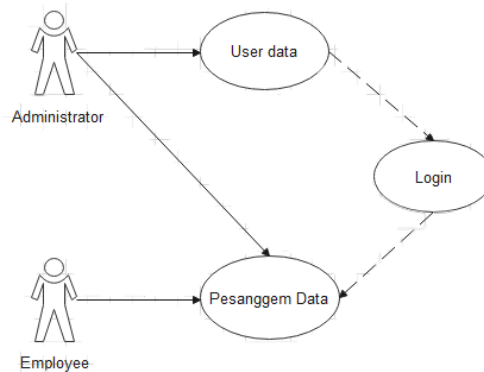 User data
Administrator
Login
Pesanggem Data
Employee